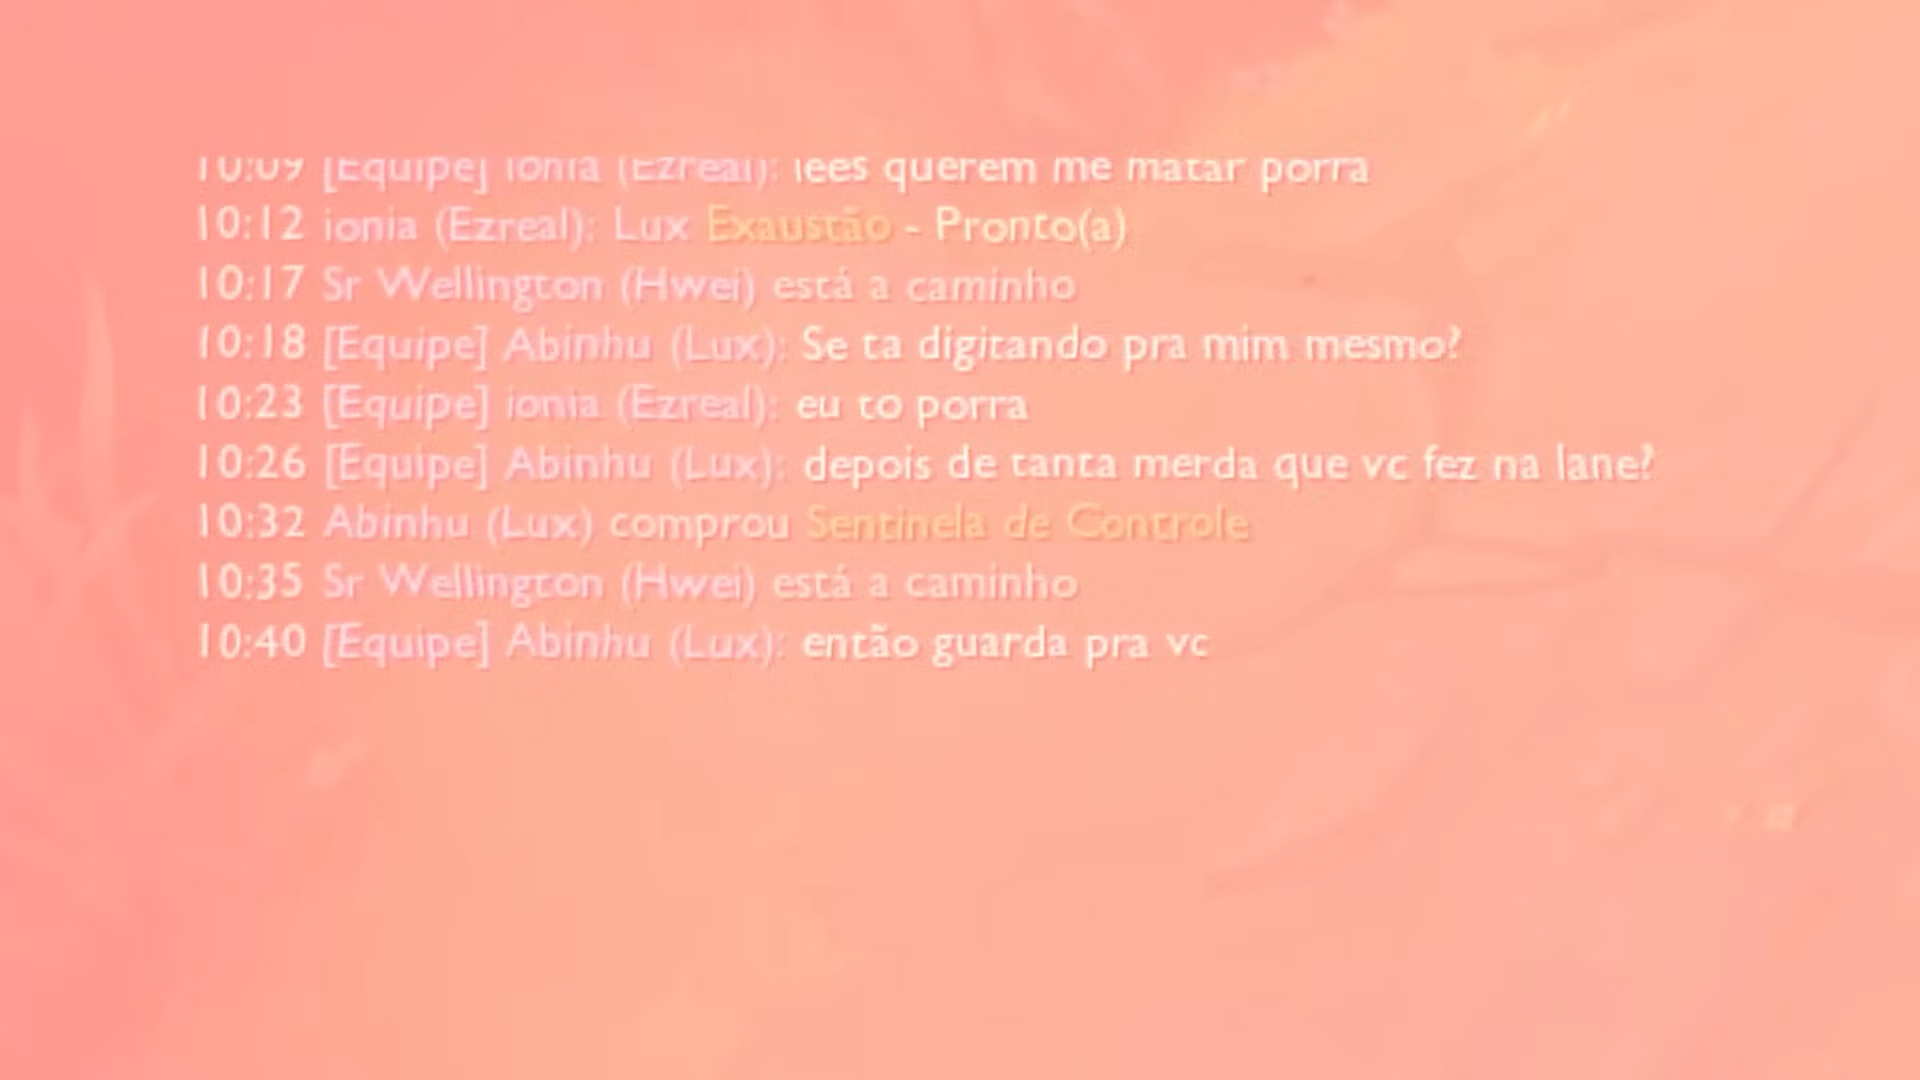 10:09 [Equipe] ionia (Ezreal): iees querem me matar porra
10:12 ionia (Ezreal): Lux Exaustão - Pronto(a)
10:17 Sr Wellington (Hwei) está a caminho
10:18 [Equipe] Abinhu (Lux): Se ta digitando pra mim mesmo?
10:23 [Equipe] ionia (Ezreal): eu to porra
10:26 [Equipe] Abinhu (Lux): depois de tanta merda que vc fez na lane?
10:32 Abinhu (Lux) comprou Sentinela de Controle
10:35 Sr Wellington (Hwei) está a caminho
10:40 [Equipe] Abinhu (Lux): então guarda pra vc